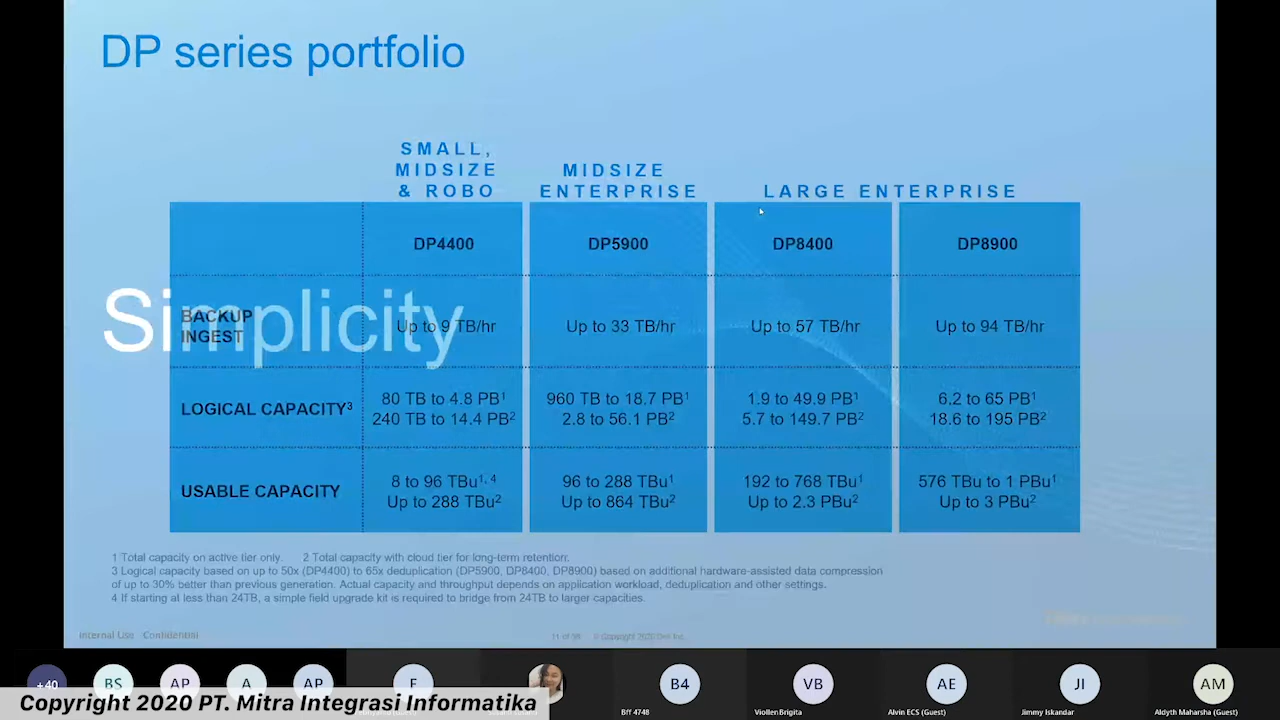 DP series portfolio
SMALL,
MIDSIZE
& ROBO
MIDSIZE
ENTERPRISE
LARGE ENTERPRISE
DP4400
DP5900
DP8400
DP8900
Simplicity
BACKUP
INGEST
Up to 9 TB/hr
Up to 33 TB/hr
Up to 57 TB/hr
Up to 94 TB/hr
LOGICAL CAPACITY³
80 TB to 4.8 PB¹
240 TB to 14.4 PB²
960 TB to 18.7 PB¹
2.8 to 56.1 PB²
1.9 to 49.9 PB¹
5.7 to 149.7 PB²
6.2 to 65 PB¹
18.6 to 195 PB²
USABLE CAPACITY
8 to 96 TBu¹‚ ⁴
Up to 288 TBu²
96 to 288 TBu¹
Up to 864 TBu²
192 to 768 TBu¹
Up to 2.3 PBu²
576 TBu to 1 PBu¹
Up to 3 PBu²
1 Total capacity on active tier only. 2 Total capacity with cloud tier for long-term retention.
3 Logical capacity based on up to 50x (DP4400) to 65x deduplication (DP5900, DP8400, DP8900) based on additional hardware-assisted data compression
of up to 30% better than previous generation. Actual capacity and throughput depends on application workload, deduplication and other settings.
4 If starting at less than 24TB, a simple field upgrade kit is required to bridge from 24TB to larger capacities.
Internal Use Confidential
© Copyright 2020 Dell Inc.
+40
BS
AP
A
AP
F
B4
VB
AE
JI
AM
Bff 4748
Viollen Brigita
Alvin ECS (Guest)
Jimmy Iskandar
Aldyth Maharsha (Guest)
Copyright 2020 PT. Mitra Integrasi Informatika